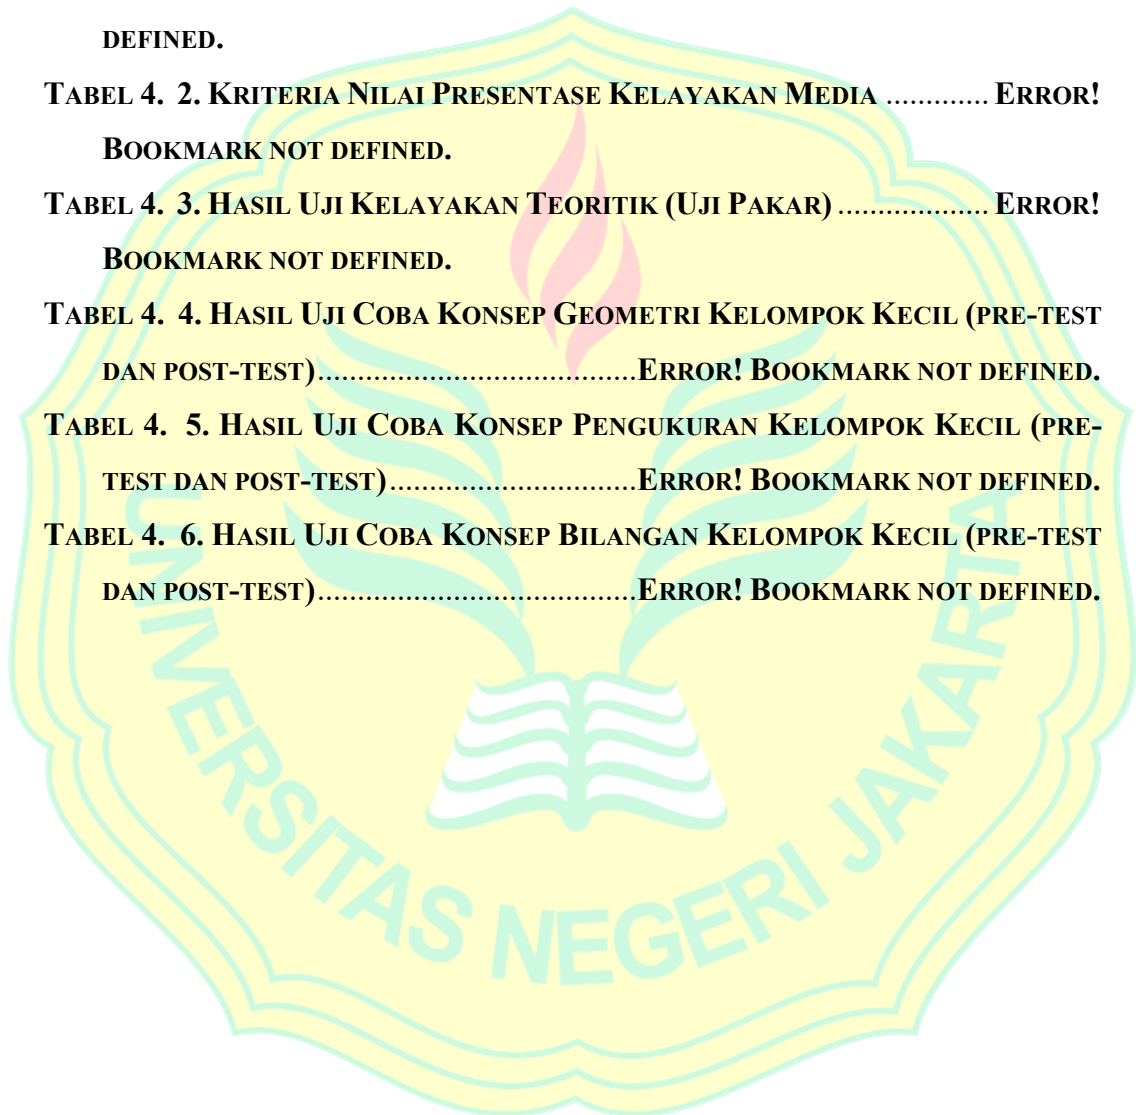 DEFINED.
TABEL 4. 2. KRITERIA NILAI PRESENTASE KELAYAKAN MEDIA ............. ERROR!
BOOKMARK NOT DEFINED.
TABEL 4. 3. HASIL UJI KELAYAKAN TEORITIK (UJI PAKAR) ................... ERROR!
BOOKMARK NOT DEFINED.
TABEL 4. 4. HASIL UJI COBA KONSEP GEOMETRI KELOMPOK KECIL (PRE-TEST
DAN POST-TEST)........................................ERROR! BOOKMARK NOT DEFINED.
TABEL 4. 5. HASIL UJI COBA KONSEP PENGUKURAN KELOMPOK KECIL (PRE-
TEST DAN POST-TEST)...............................ERROR! BOOKMARK NOT DEFINED.
TABEL 4. 6. HASIL UJI COBA KONSEP BILANGAN KELOMPOK KECIL (PRE-TEST
DAN POST-TEST)........................................ERROR! BOOKMARK NOT DEFINED.
UNIVERSITAS NEGERI JAKARTA